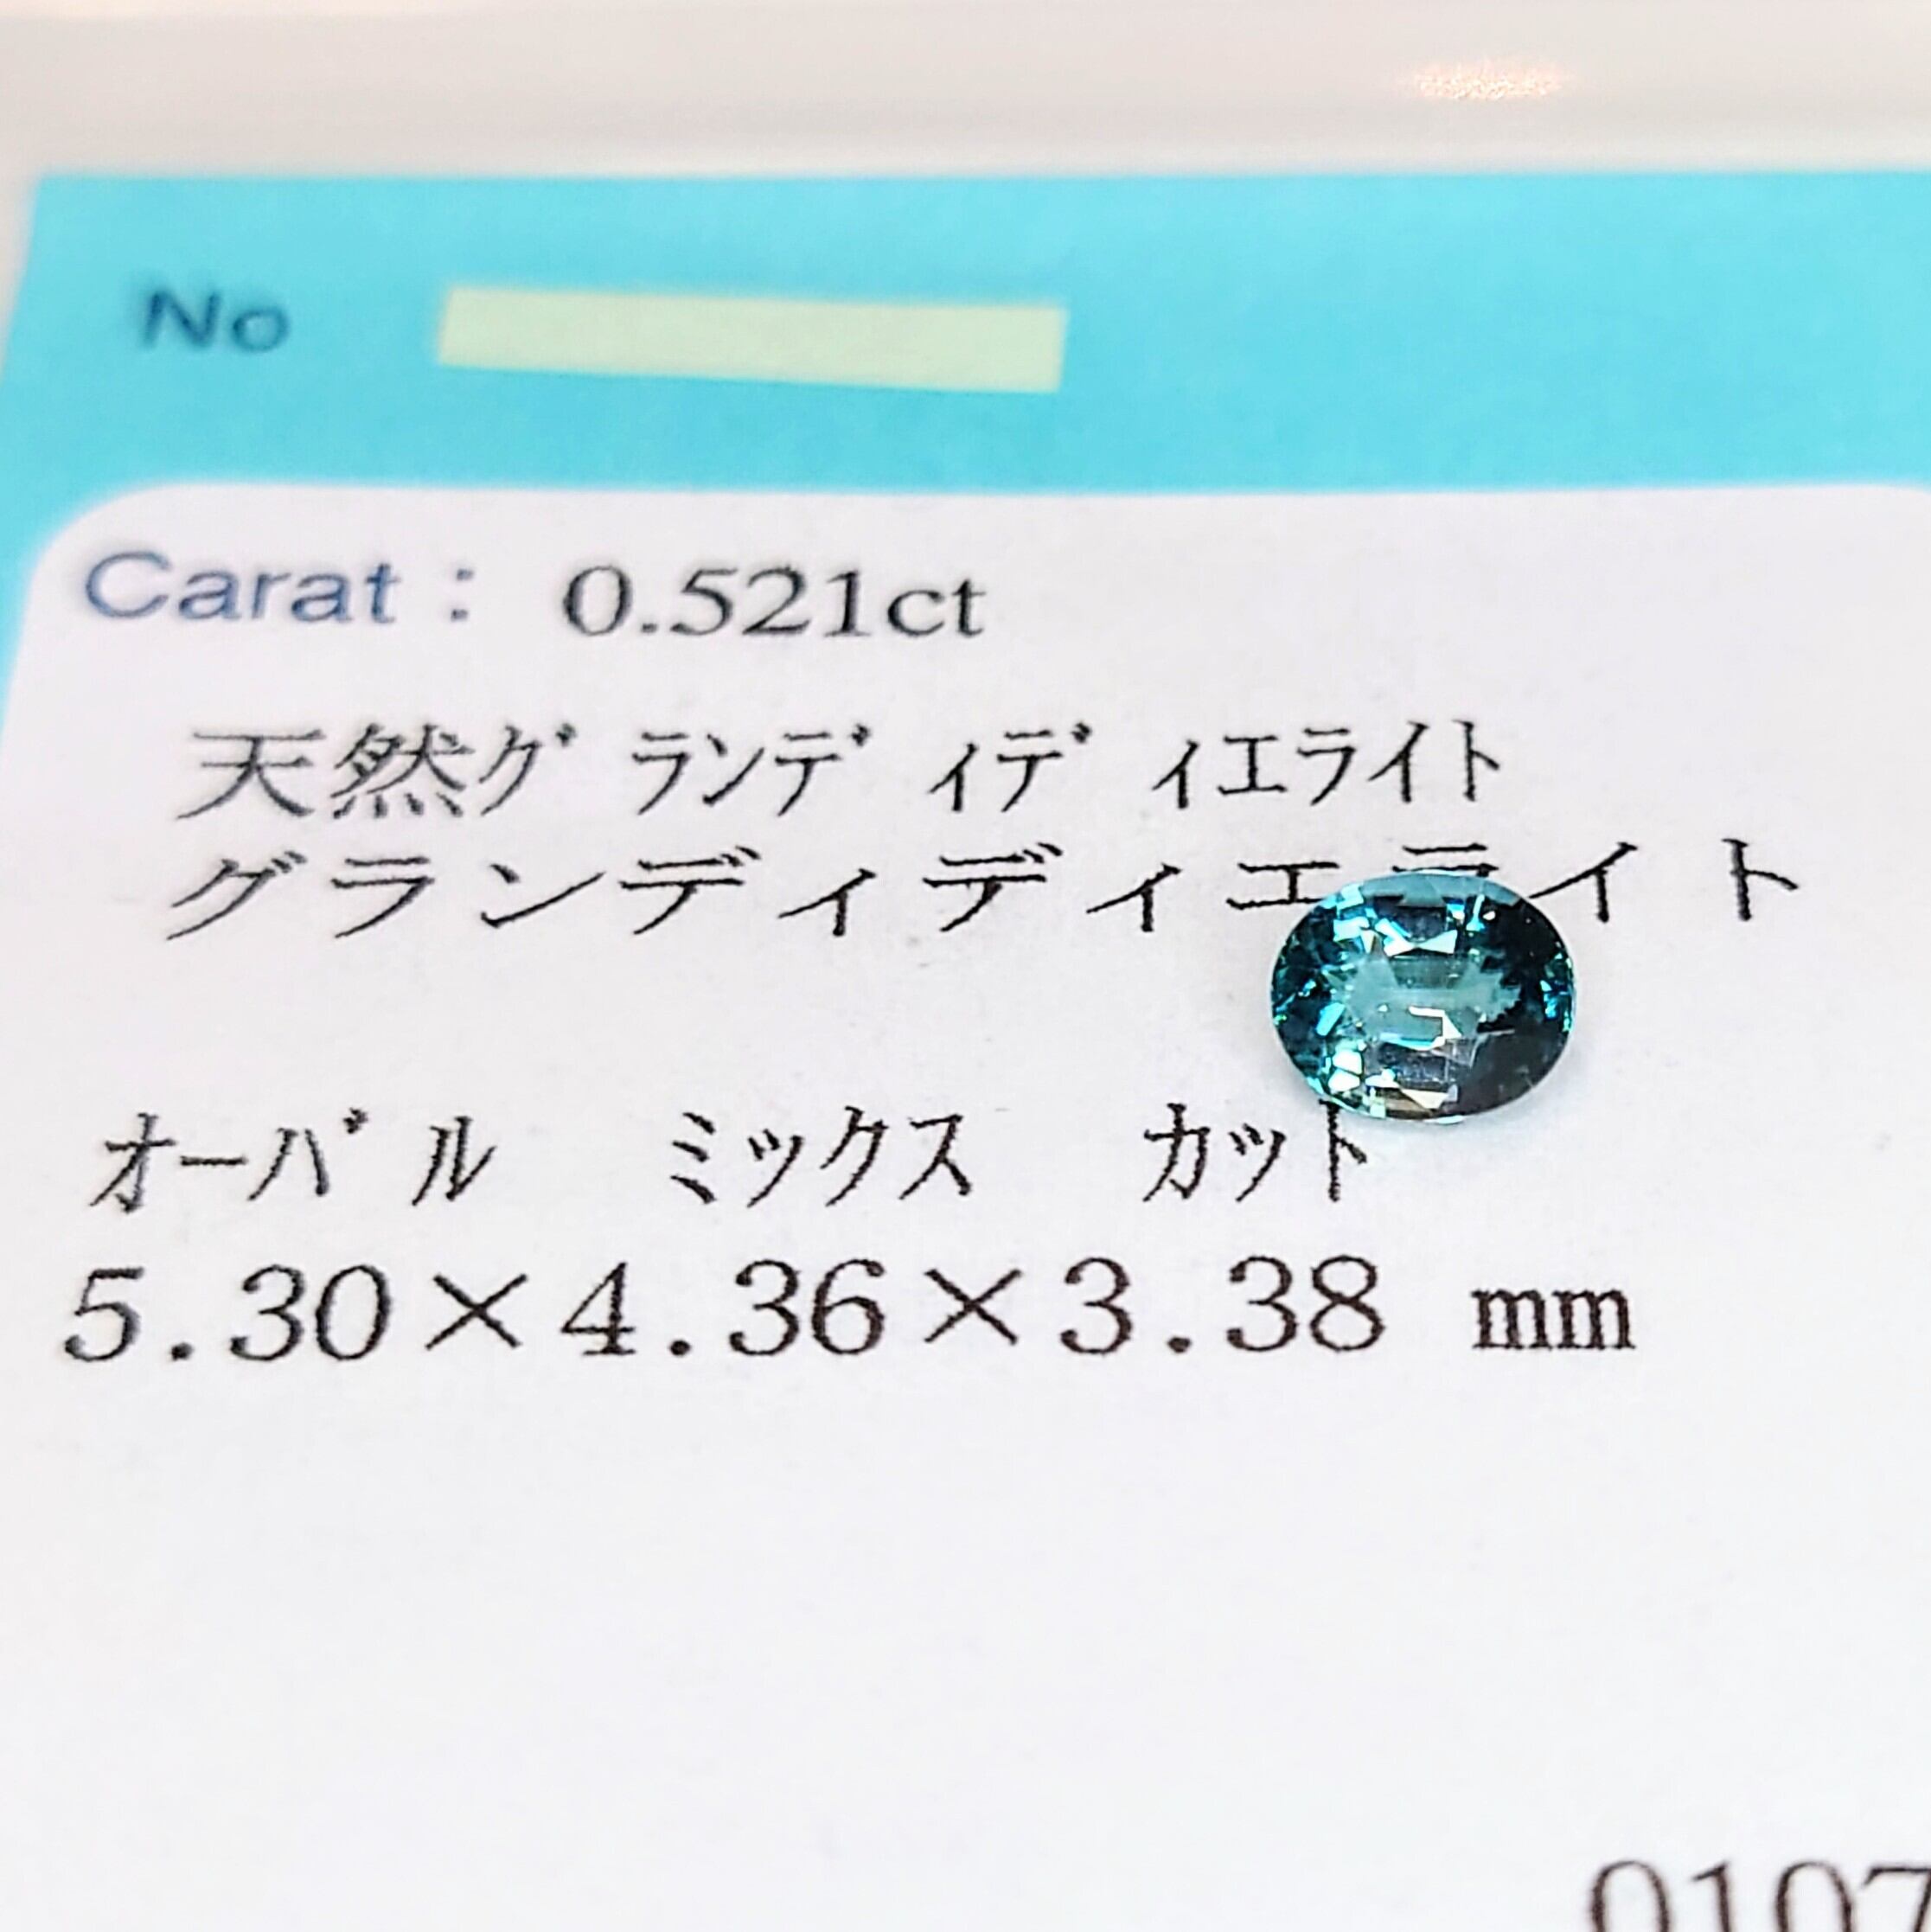 No
Carat : 0.521ct
天然ｸﾞﾗﾝﾃﾞｨﾃﾞｨｴﾗｲﾄ
グランディディエライト
ｵｰﾊﾞﾙ ﾐｯｸｽ ｶｯﾄ
5.30×4.36×3.38 mm
0107